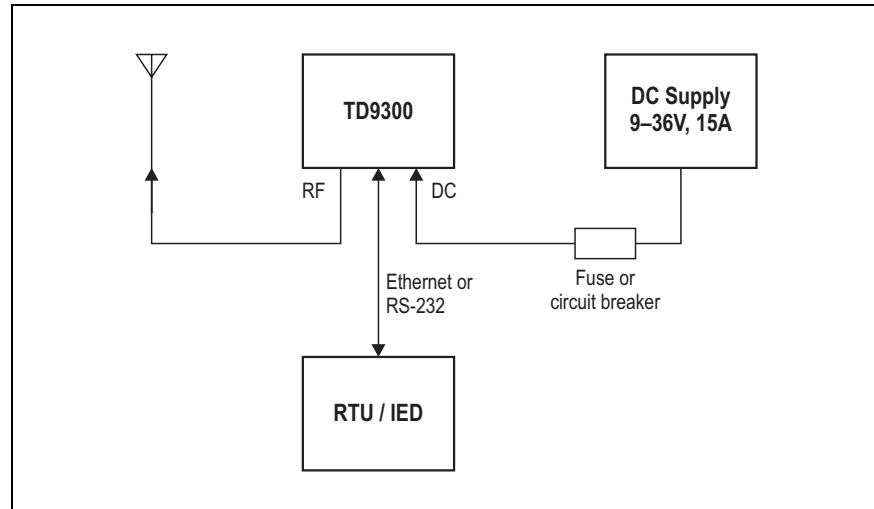 TD9300
DC Supply
9–36V, 15A
RF
DC
Ethernet or
RS-232
Fuse or
circuit breaker
RTU / IED